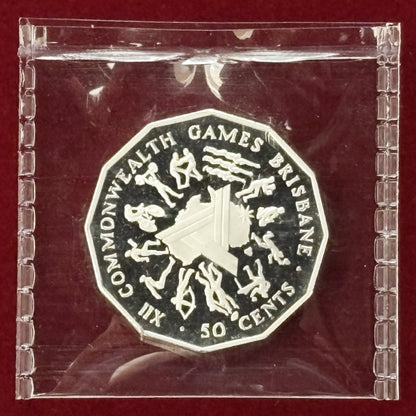 XII COMMONWEALTH GAMES BRISBANE · 50 CENTS ·